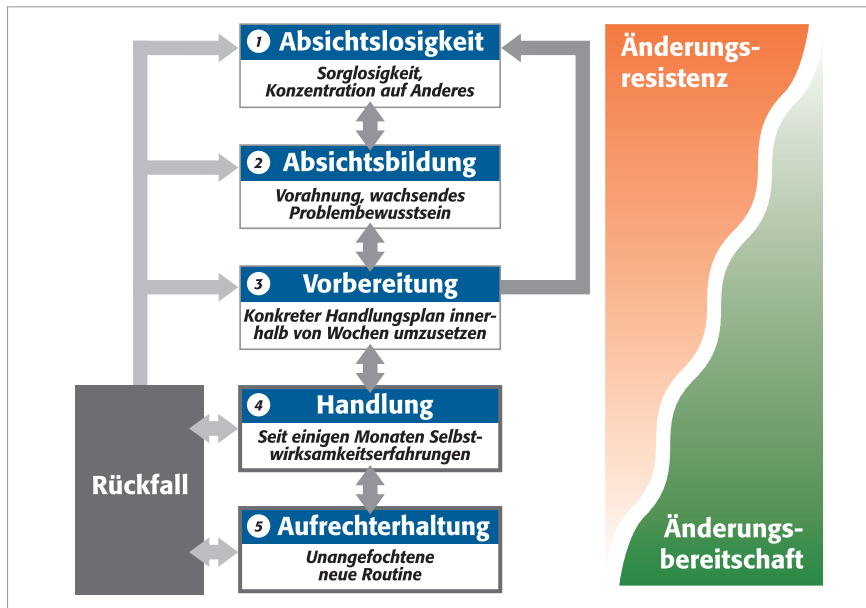 1 Absichtslosigkeit
Sorglosigkeit,
Konzentration auf Anderes
2 Absichtsbildung
Vorahnung, wachsendes
Problembewusstsein
3 Vorbereitung
Konkreter Handlungsplan inner-
halb von Wochen umzusetzen
4 Handlung
Seit einigen Monaten Selbst-
wirksamkeitserfahrungen
5 Aufrechterhaltung
Unangefochtene
neue Routine
Rückfall
Änderungs-
resistenz
Änderungs-
bereitschaft